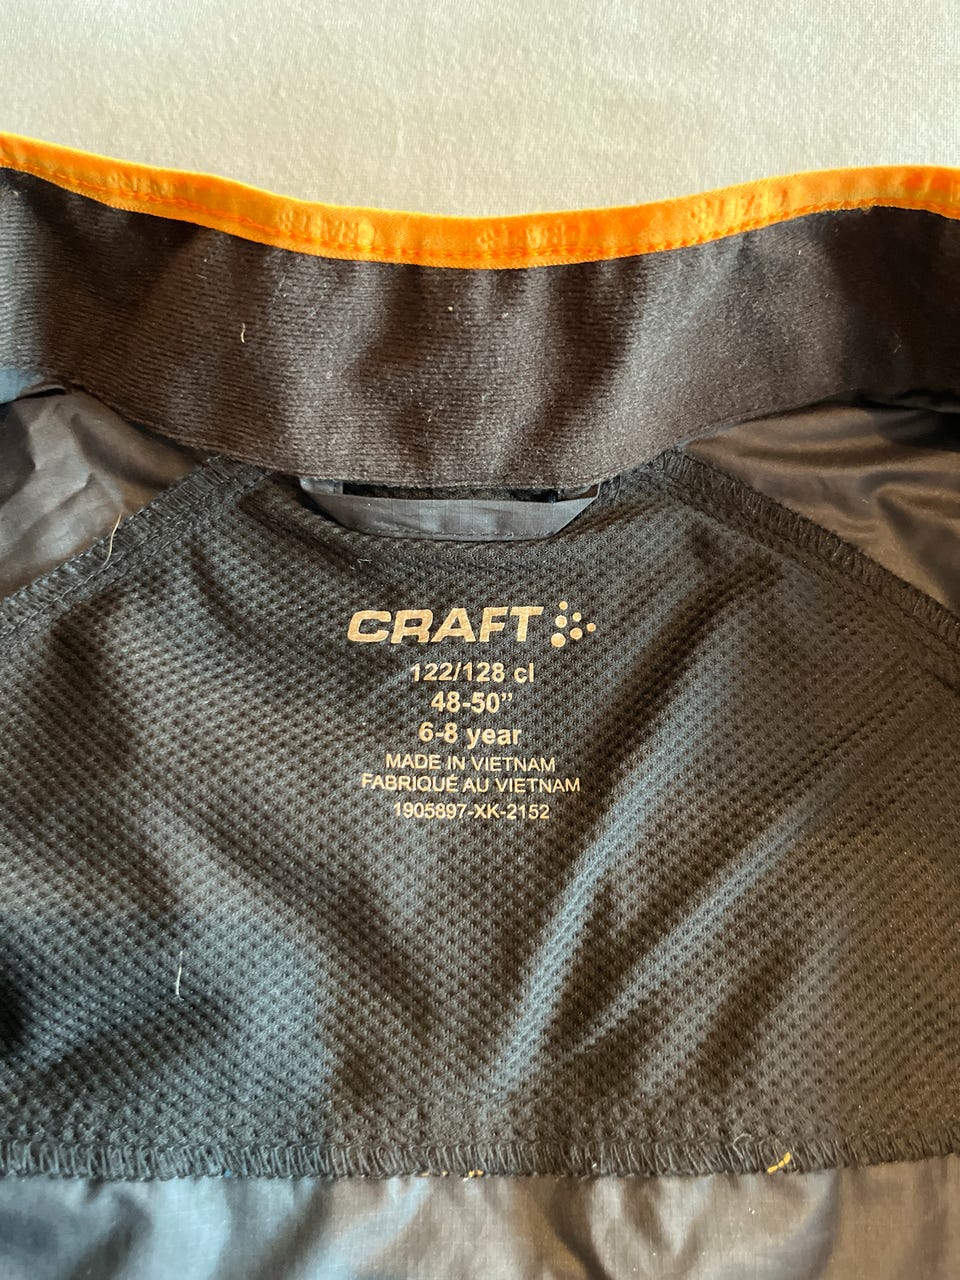 CRAFT
122/128 cl
48-50”
6-8 year
MADE IN VIETNAM
FABRIQUÉ AU VIETNAM
1905897-XK-2152